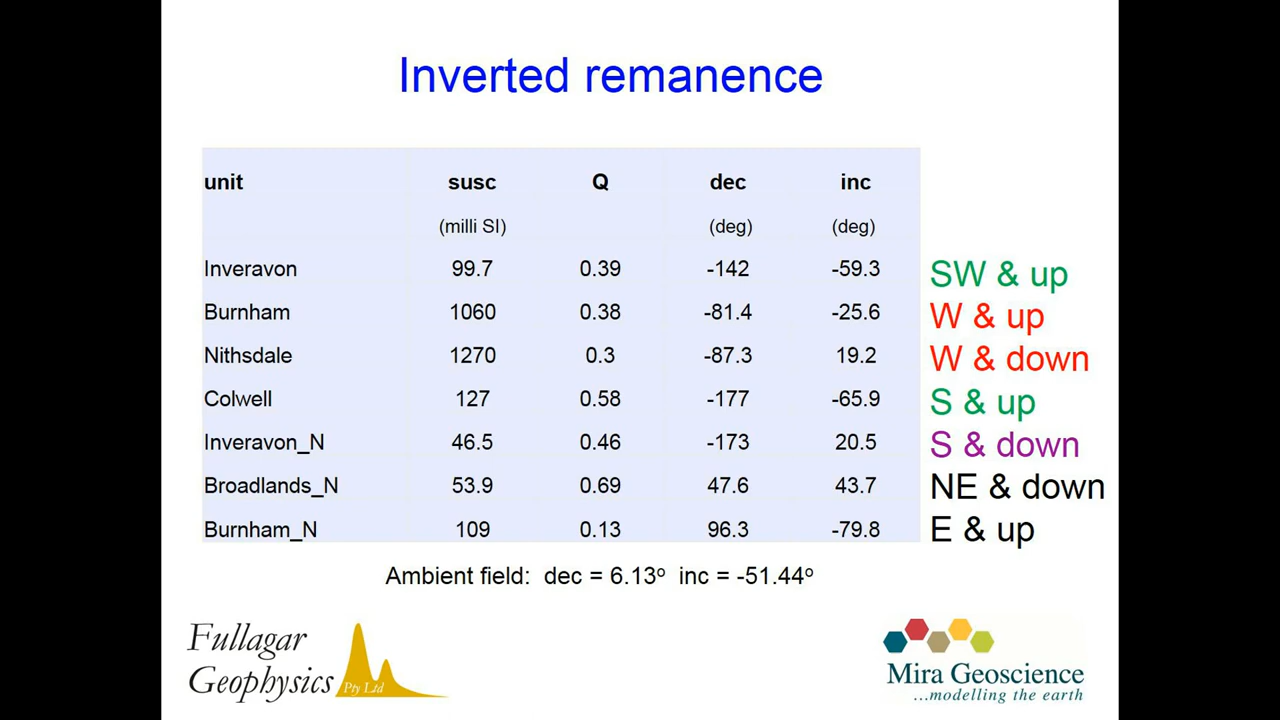 Inverted remanence
unit susc Q dec inc
(milli SI) (deg) (deg)
Inveravon 99.7 0.39 -142 -59.3 SW & up
Burnham 1060 0.38 -81.4 -25.6 W & up
Nithsdale 1270 0.3 -87.3 19.2 W & down
Colwell 127 0.58 -177 -65.9 S & up
Inveravon_N 46.5 0.46 -173 20.5 S & down
Broadlands_N 53.9 0.69 47.6 43.7 NE & down
Burnham_N 109 0.13 96.3 -79.8 E & up
Ambient field: dec = 6.13º inc = -51.44º
Fullagar
Geophysics Pty Ltd
Mira Geoscience
...modelling the earth